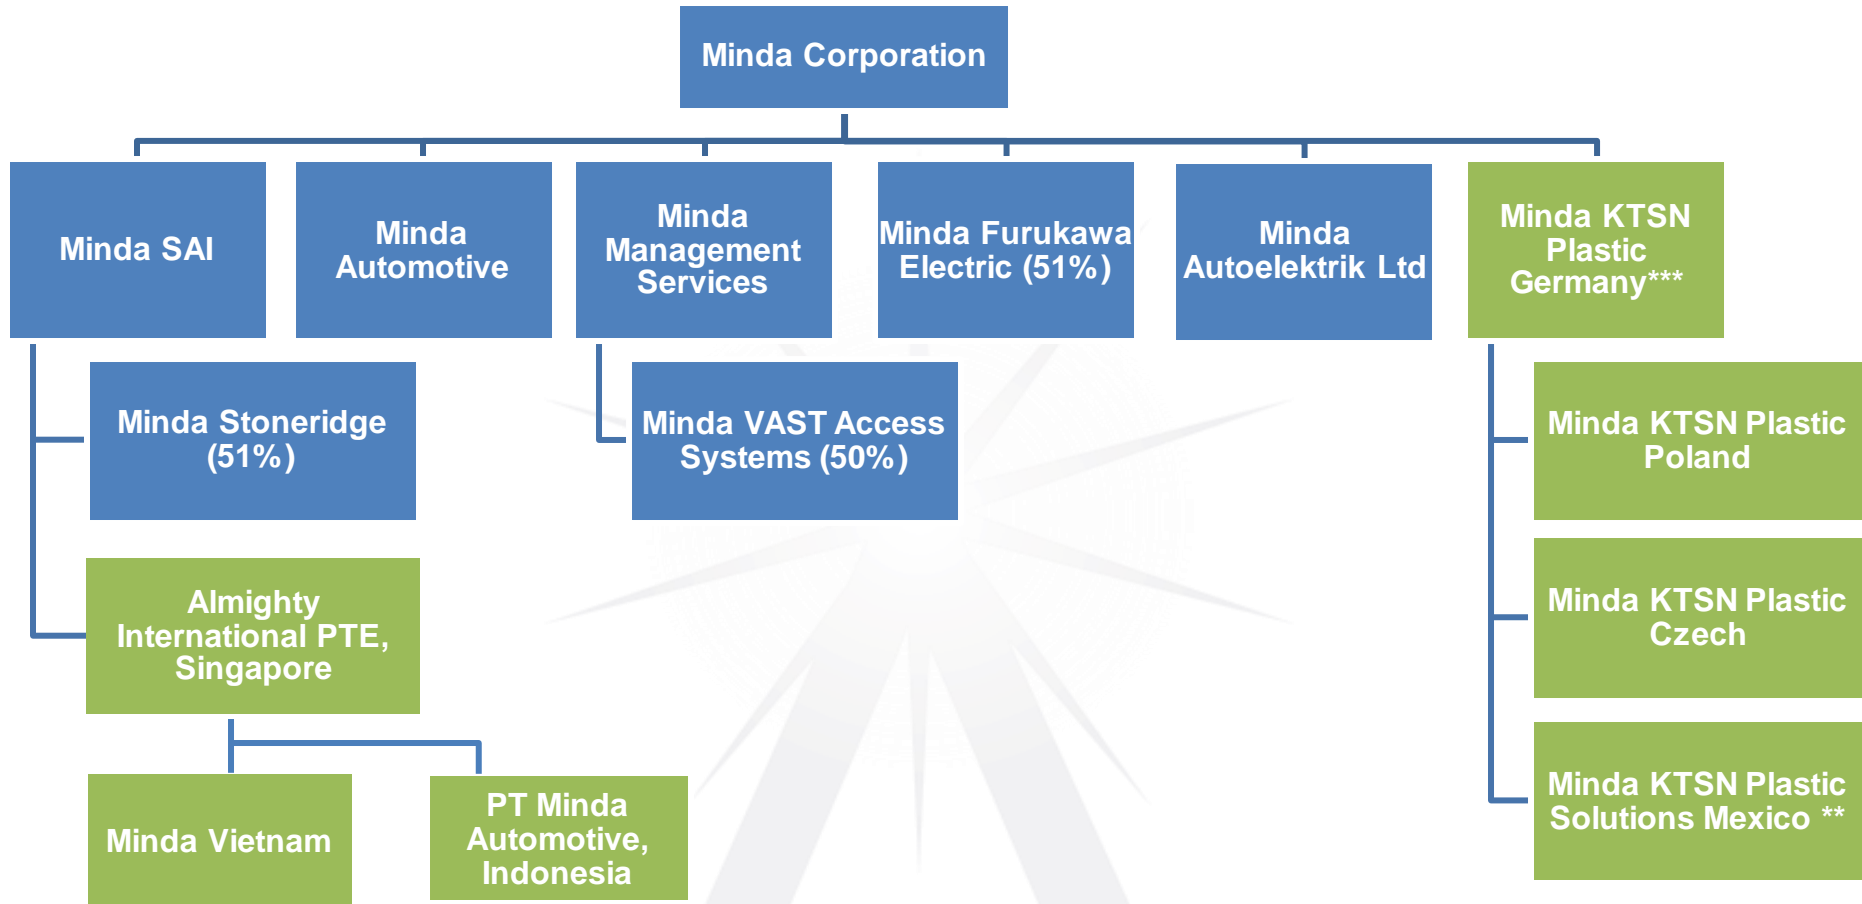 Minda Corporation
Minda SAI
Minda
Automotive
Minda
Management
Services
Minda Furukawa
Electric (51%)
Minda
Autoelektrik Ltd
Minda KTSN
Plastic
Germany***
Minda Stoneridge
(51%)
Minda VAST Access
Systems (50%)
Minda KTSN Plastic
Poland
Almighty
International PTE,
Singapore
Minda KTSN Plastic
Czech
Minda Vietnam
PT Minda
Automotive,
Indonesia
Minda KTSN Plastic
Solutions Mexico **